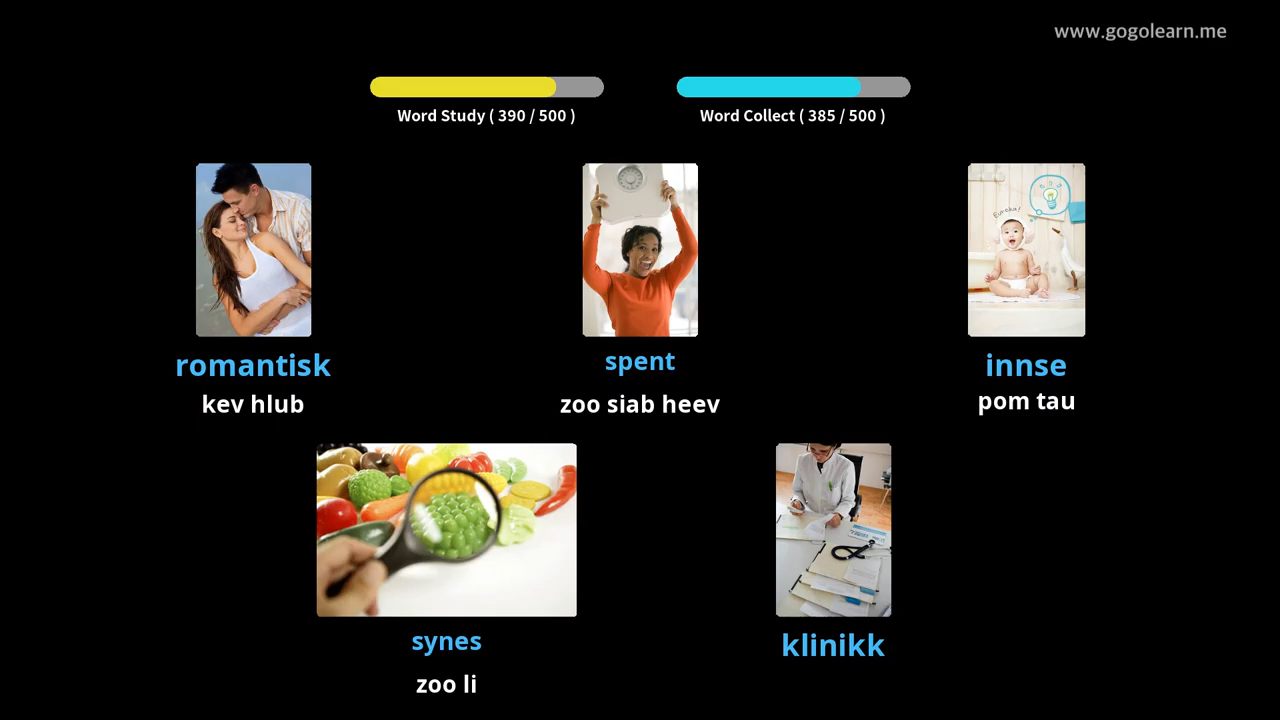 www.gogolearn.me
Word Study ( 390 / 500 )
Word Collect ( 385 / 500 )
Eureka!
romantisk
kev hlub
spent
zoo siab heev
innse
pom tau
synes
zoo li
klinikk